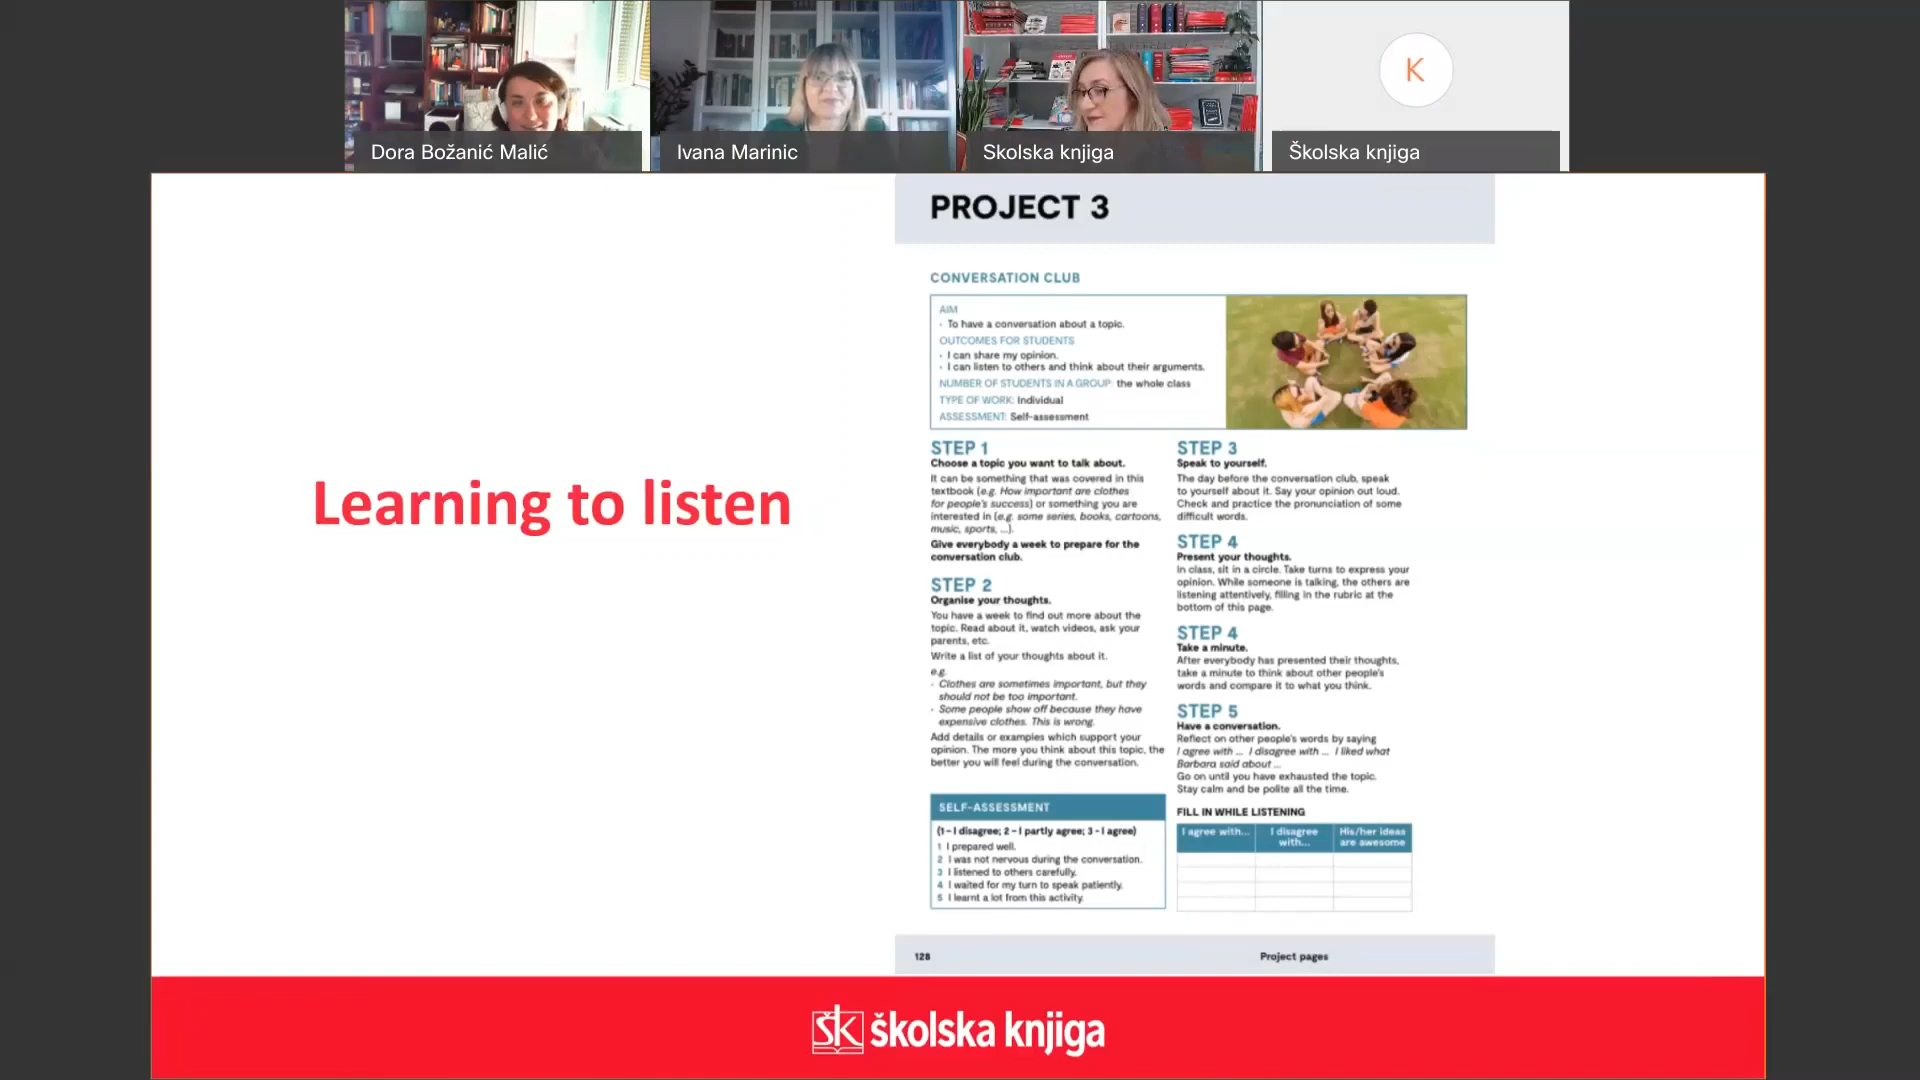 Dora Božanić Malić
Ivana Marinic
Skolska knjiga
K
Školska knjiga
Learning to listen
PROJECT 3
CONVERSATION CLUB
AIM
· To have a conversation about a topic.
OUTCOMES FOR STUDENTS
· I can share my opinion.
· I can listen to others and think about their arguments.
NUMBER OF STUDENTS IN A GROUP: the whole class
TYPE OF WORK: Individual
ASSESSMENT: Self-assessment
STEP 1
Choose a topic you want to talk about.
It can be something that was covered in this
textbook (e.g. How important are clothes
for people's success) or something you are
interested in (e.g. some series, books, cartoons,
music, sports, ...).
Give everybody a week to prepare for the
conversation club.
STEP 2
Organise your thoughts.
You have a week to find out more about the
topic. Read about it, watch videos, ask your
parents, etc.
Write a list of your thoughts about it.
e.g.
· Clothes are sometimes important, but they
should not be too important.
· Some people show off because they have
expensive clothes. This is wrong.
Add details or examples which support your
opinion. The more you think about this topic, the
better you will feel during the conversation.
SELF-ASSESSMENT
(1 – I disagree; 2 – I partly agree; 3 – I agree)
1 I prepared well.
2 I was not nervous during the conversation.
3 I listened to others carefully.
4 I waited for my turn to speak patiently.
5 I learnt a lot from this activity.
STEP 3
Speak to yourself.
The day before the conversation club, speak
to yourself about it. Say your opinion out loud.
Check and practice the pronunciation of some
difficult words.
STEP 4
Present your thoughts.
In class, sit in a circle. Take turns to express your
opinion. While someone is talking, the others are
listening attentively, filling in the rubric at the
bottom of this page.
STEP 4
Take a minute.
After everybody has presented their thoughts,
take a minute to think about other people's
words and compare it to what you think.
STEP 5
Have a conversation.
Reflect on other people's words by saying
I agree with ... I disagree with ... I liked what
Barbara said about ...
Go on until you have exhausted the topic.
Stay calm and be polite all the time.
FILL IN WHILE LISTENING
I agree with...
I disagree
with...
His/her ideas
are awesome
128
Project pages
ŠK školska knjiga